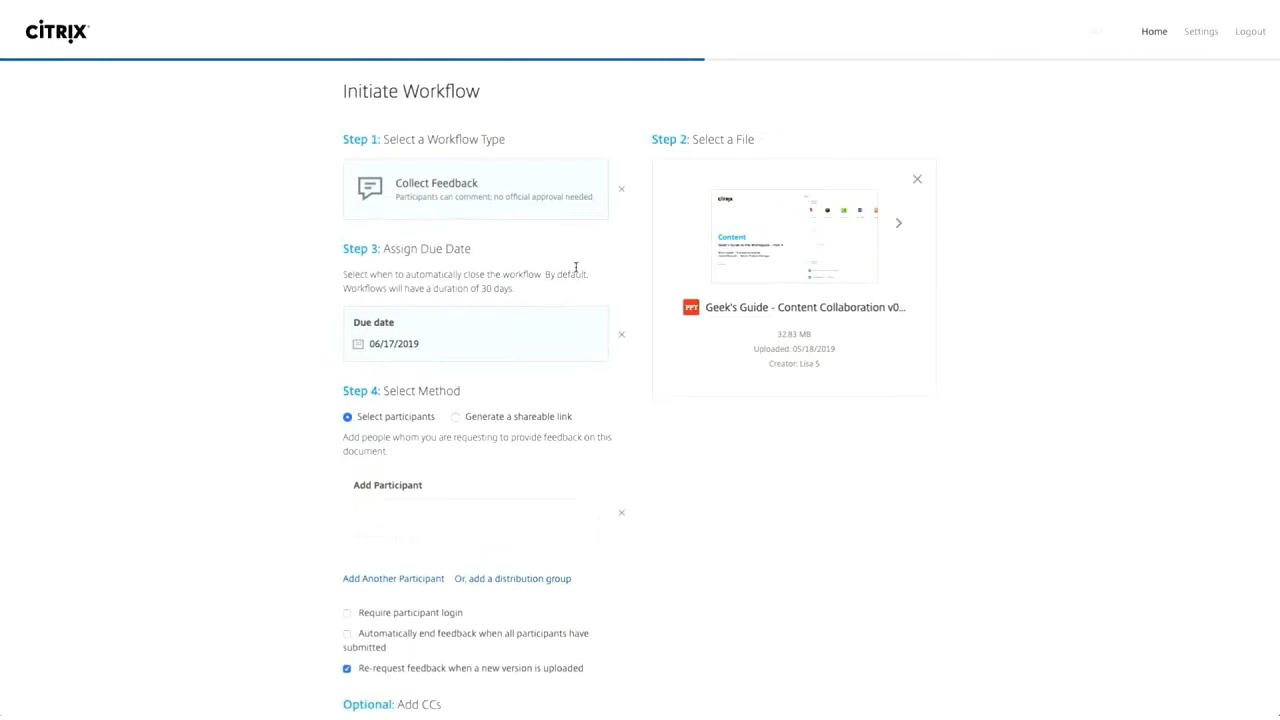 CİTRIX
Home Settings Logout
Initiate Workflow
Step 1: Select a Workflow Type
Collect Feedback
Participants can comment; no official approval needed
Step 2: Select a File
CİTRIX
Content
PPT Geek's Guide - Content Collaboration v0...
32.83 MB
Uploaded: 05/18/2019
Creator: Lisa S
Step 3: Assign Due Date
Select when to automatically close the workflow. By default,
Workflows will have a duration of 30 days.
Due date
06/17/2019
Step 4: Select Method
Select participants Generate a shareable link
Add people whom you are requesting to provide feedback on this
document.
Add Participant
Add Another Participant Or, add a distribution group
Require participant login
Automatically end feedback when all participants have
submitted
Re-request feedback when a new version is uploaded
Optional: Add CCs